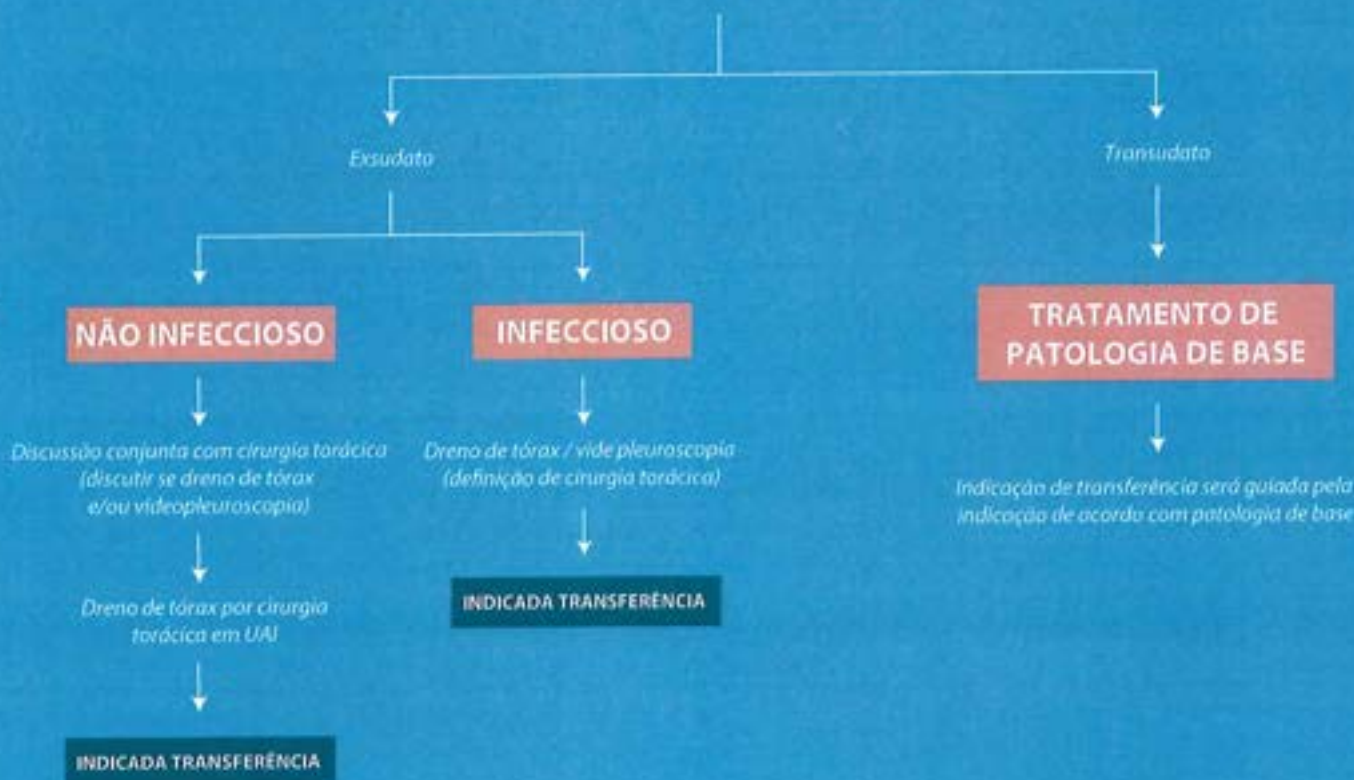 Exsudato
Transudato
NÃO INFECCIOSO
INFECCIOSO
TRATAMENTO DE
PATOLOGIA DE BASE
Discussão conjunta com cirurgia torácica
(discutir se dreno de tórax
e/ou videopleuroscopia)
Dreno de tórax / vide pleuroscopia
(definição de cirurgia torácica)
Indicação de transferência será guiada pela
indicação de acordo com patologia de base
Dreno de tórax por cirurgia
torácica em UAI
INDICADA TRANSFERÊNCIA
INDICADA TRANSFERÊNCIA